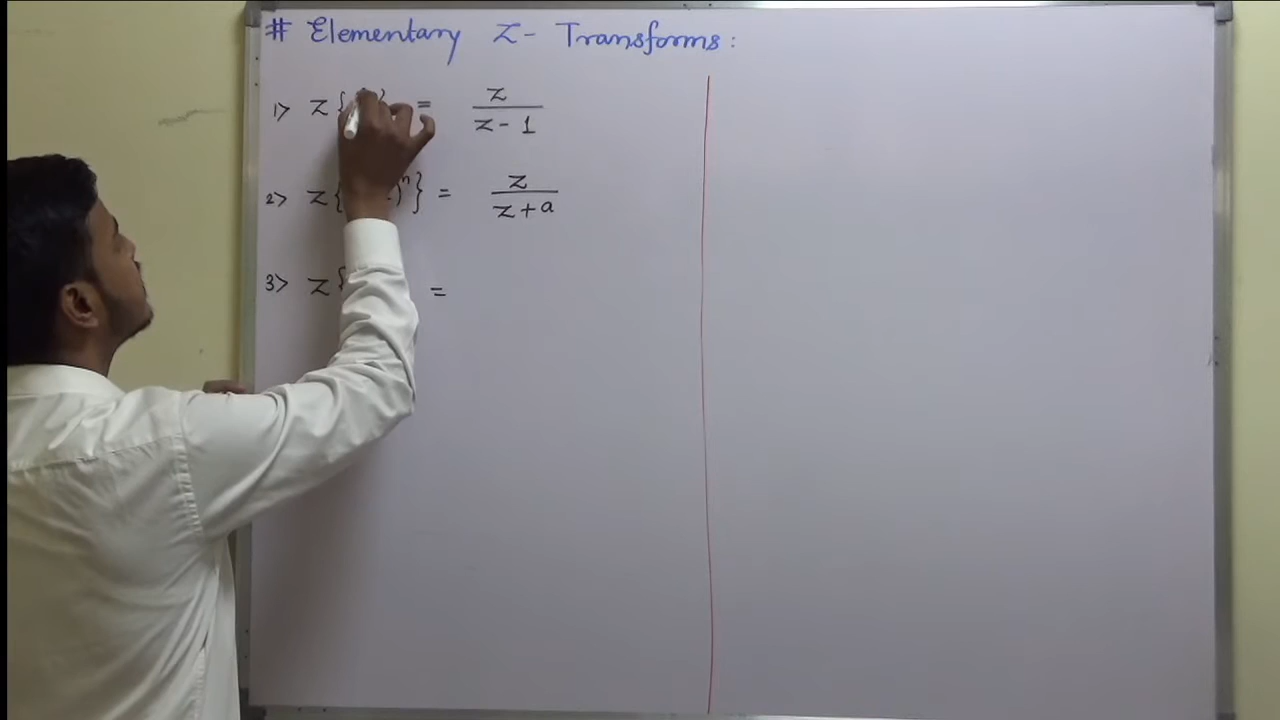 # Elementary Z- Transforms:
1> Z{ } = z/z-1
2> Z{ )ⁿ} = z/z+a
3> Z{ =